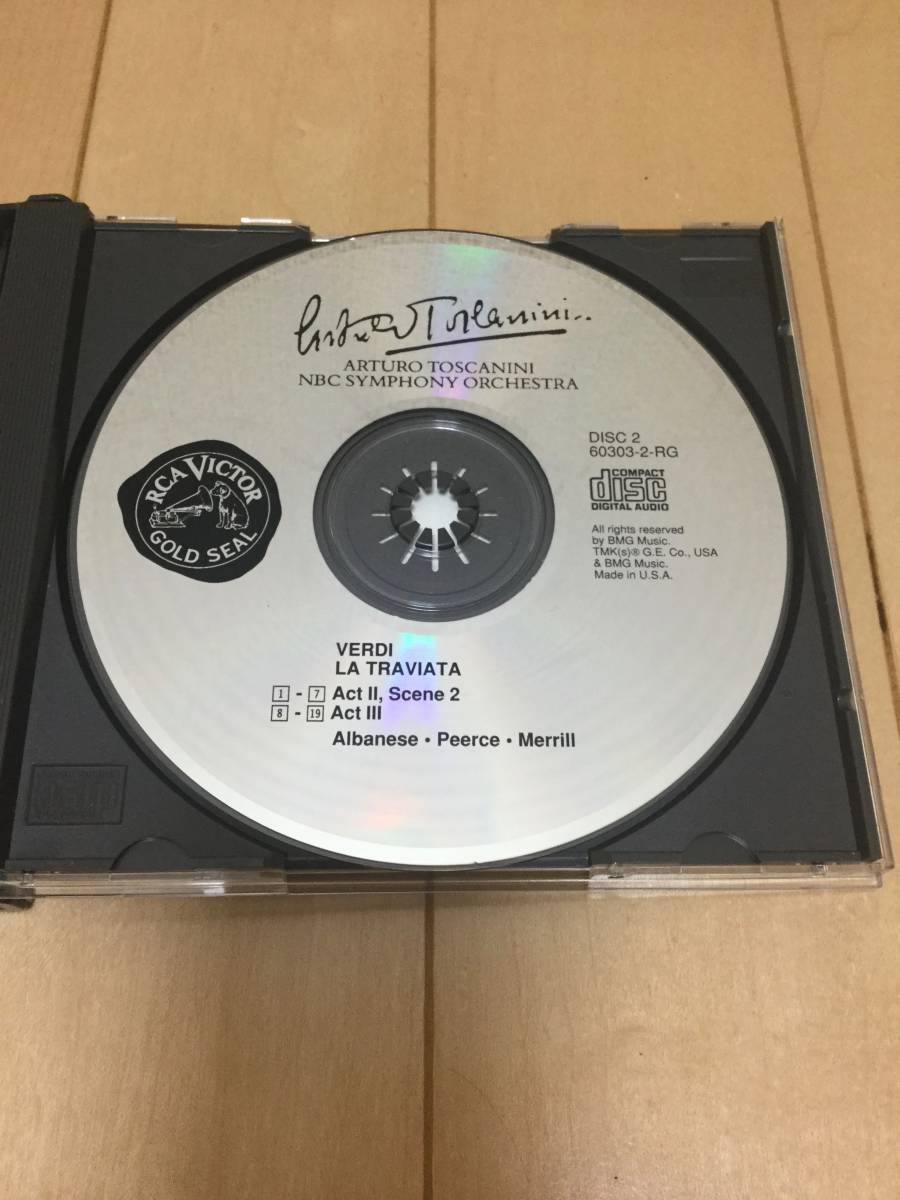 Arturo Toscanini
ARTURO TOSCANINI
NBC SYMPHONY ORCHESTRA
RCA VICTOR
GOLD SEAL
DISC 2
60303-2-RG
COMPACT
disc
DIGITAL AUDIO
All rights reserved
by BMG Music.
TMK(s)® G.E. Co., USA
& BMG Music.
Made in U.S.A.
VERDI
LA TRAVIATA
1 - 7 Act II, Scene 2
8 - 19 Act III
Albanese • Peerce • Merrill